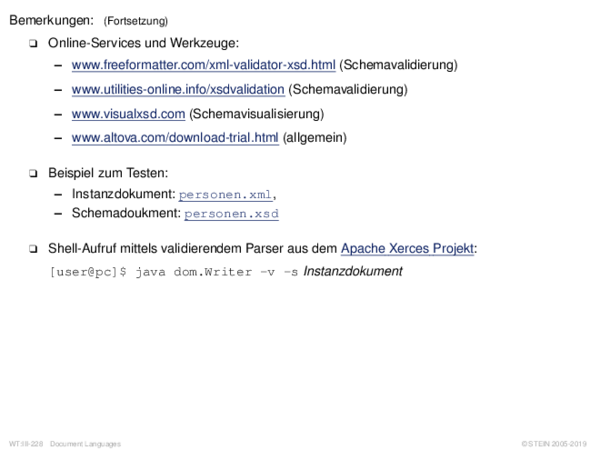 Bemerkungen: (Fortsetzung)
❑ Online-Services und Werkzeuge:
– www.freeformatter.com/xml-validator-xsd.html (Schemavalidierung)
– www.utilities-online.info/xsdvalidation (Schemavalidierung)
– www.visualxsd.com (Schemavisualisierung)
– www.altova.com/download-trial.html (allgemein)
❑ Beispiel zum Testen:
– Instanzdokument: personen.xml,
– Schemadoukment: personen.xsd
❑ Shell-Aufruf mittels validierendem Parser aus dem Apache Xerces Projekt:
[user@pc]$ java dom.Writer -v -s Instanzdokument
WT:III-228 Document Languages © STEIN 2005-2019